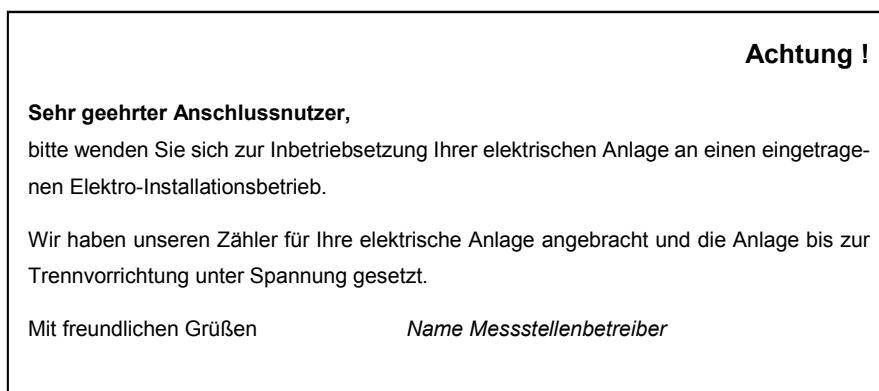 Achtung !
Sehr geehrter Anschlussnutzer,
bitte wenden Sie sich zur Inbetriebsetzung Ihrer elektrischen Anlage an einen eingetrage-
nen Elektro-Installationsbetrieb.
Wir haben unseren Zähler für Ihre elektrische Anlage angebracht und die Anlage bis zur
Trennvorrichtung unter Spannung gesetzt.
Mit freundlichen Grüßen Name Messstellenbetreiber